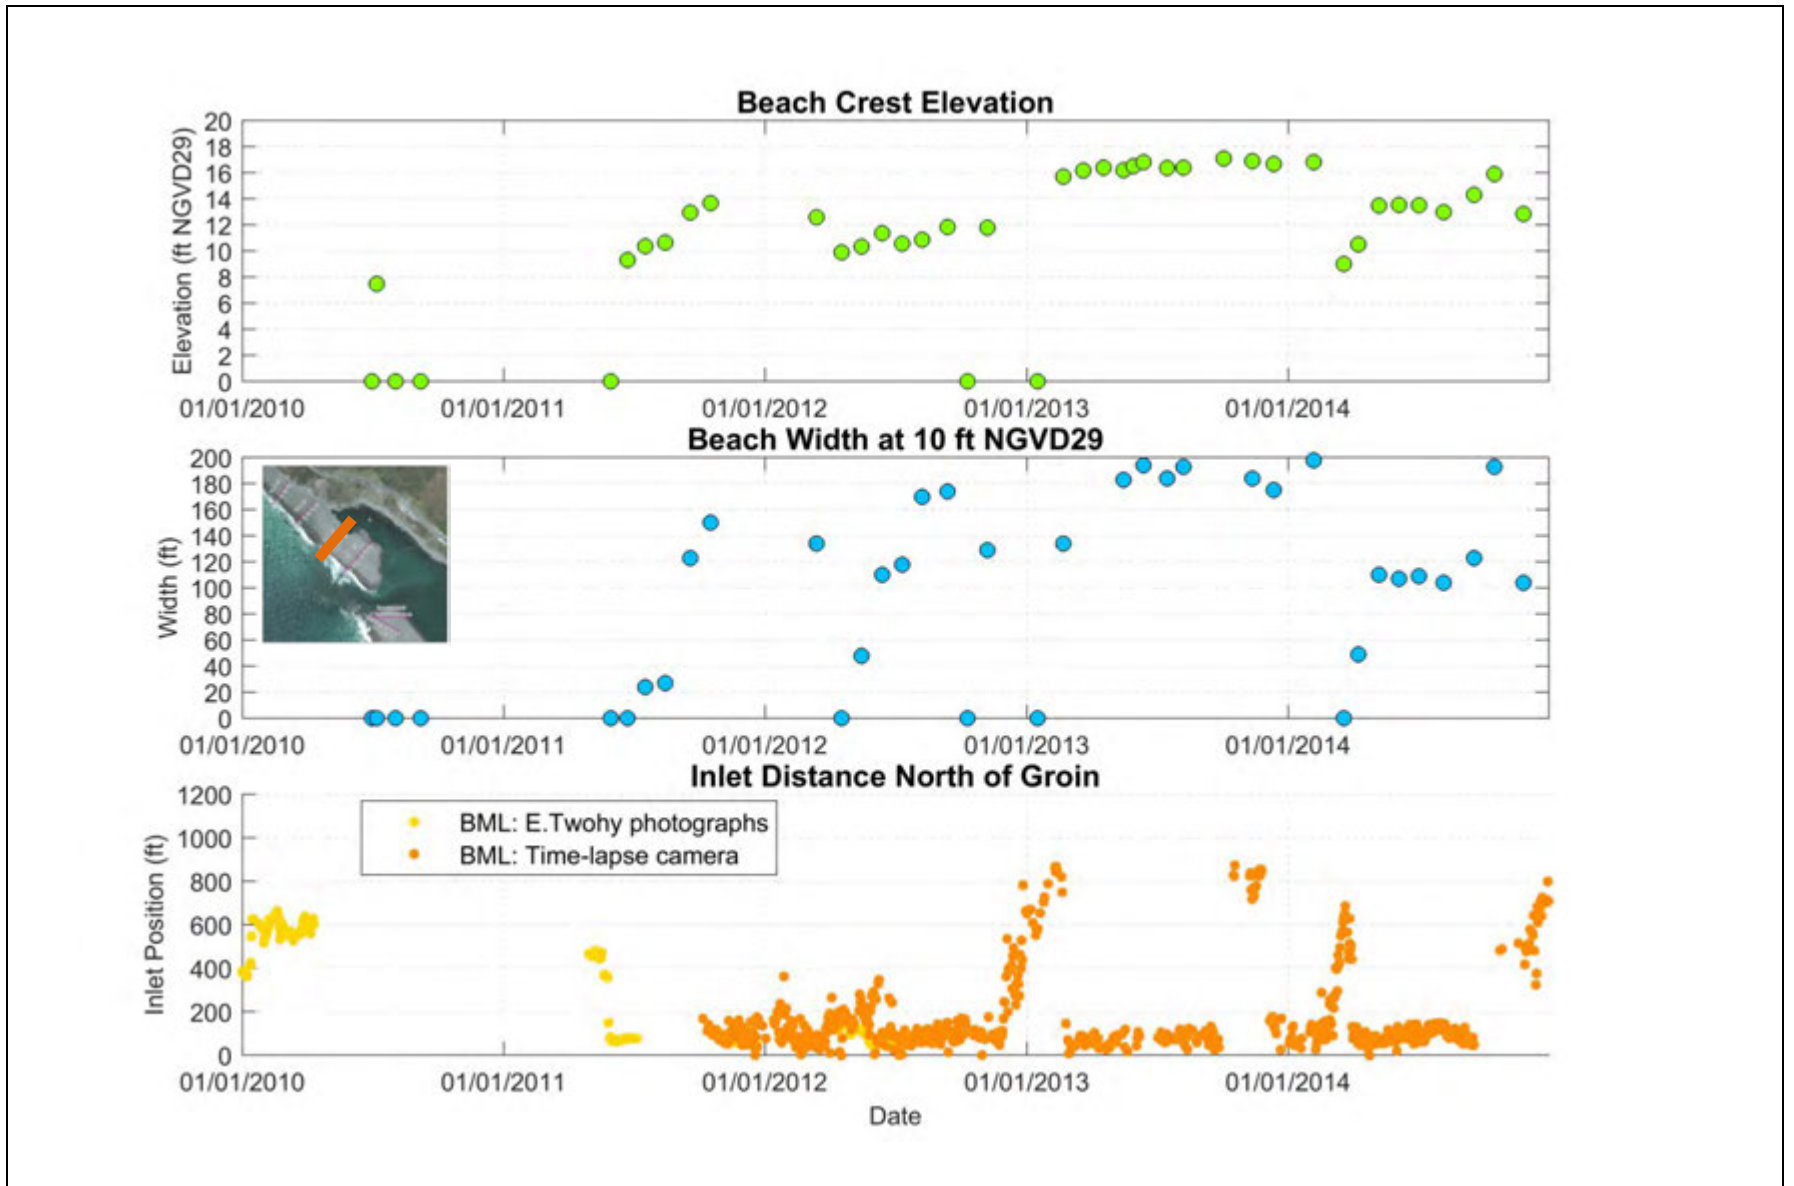 Beach Crest Elevation
Elevation (ft NGVD29)
20
18
16
14
12
10
8
6
4
2
0
01/01/2010 01/01/2011 01/01/2012 01/01/2013 01/01/2014
Beach Width at 10 ft NGVD29
Width (ft)
200
180
160
140
120
100
80
60
40
20
0
01/01/2010 01/01/2011 01/01/2012 01/01/2013 01/01/2014
Inlet Distance North of Groin
Inlet Position (ft)
1200
1000
800
600
400
200
0
BML: E.Twohy photographs
BML: Time-lapse camera
01/01/2010 01/01/2011 01/01/2012 01/01/2013 01/01/2014
Date